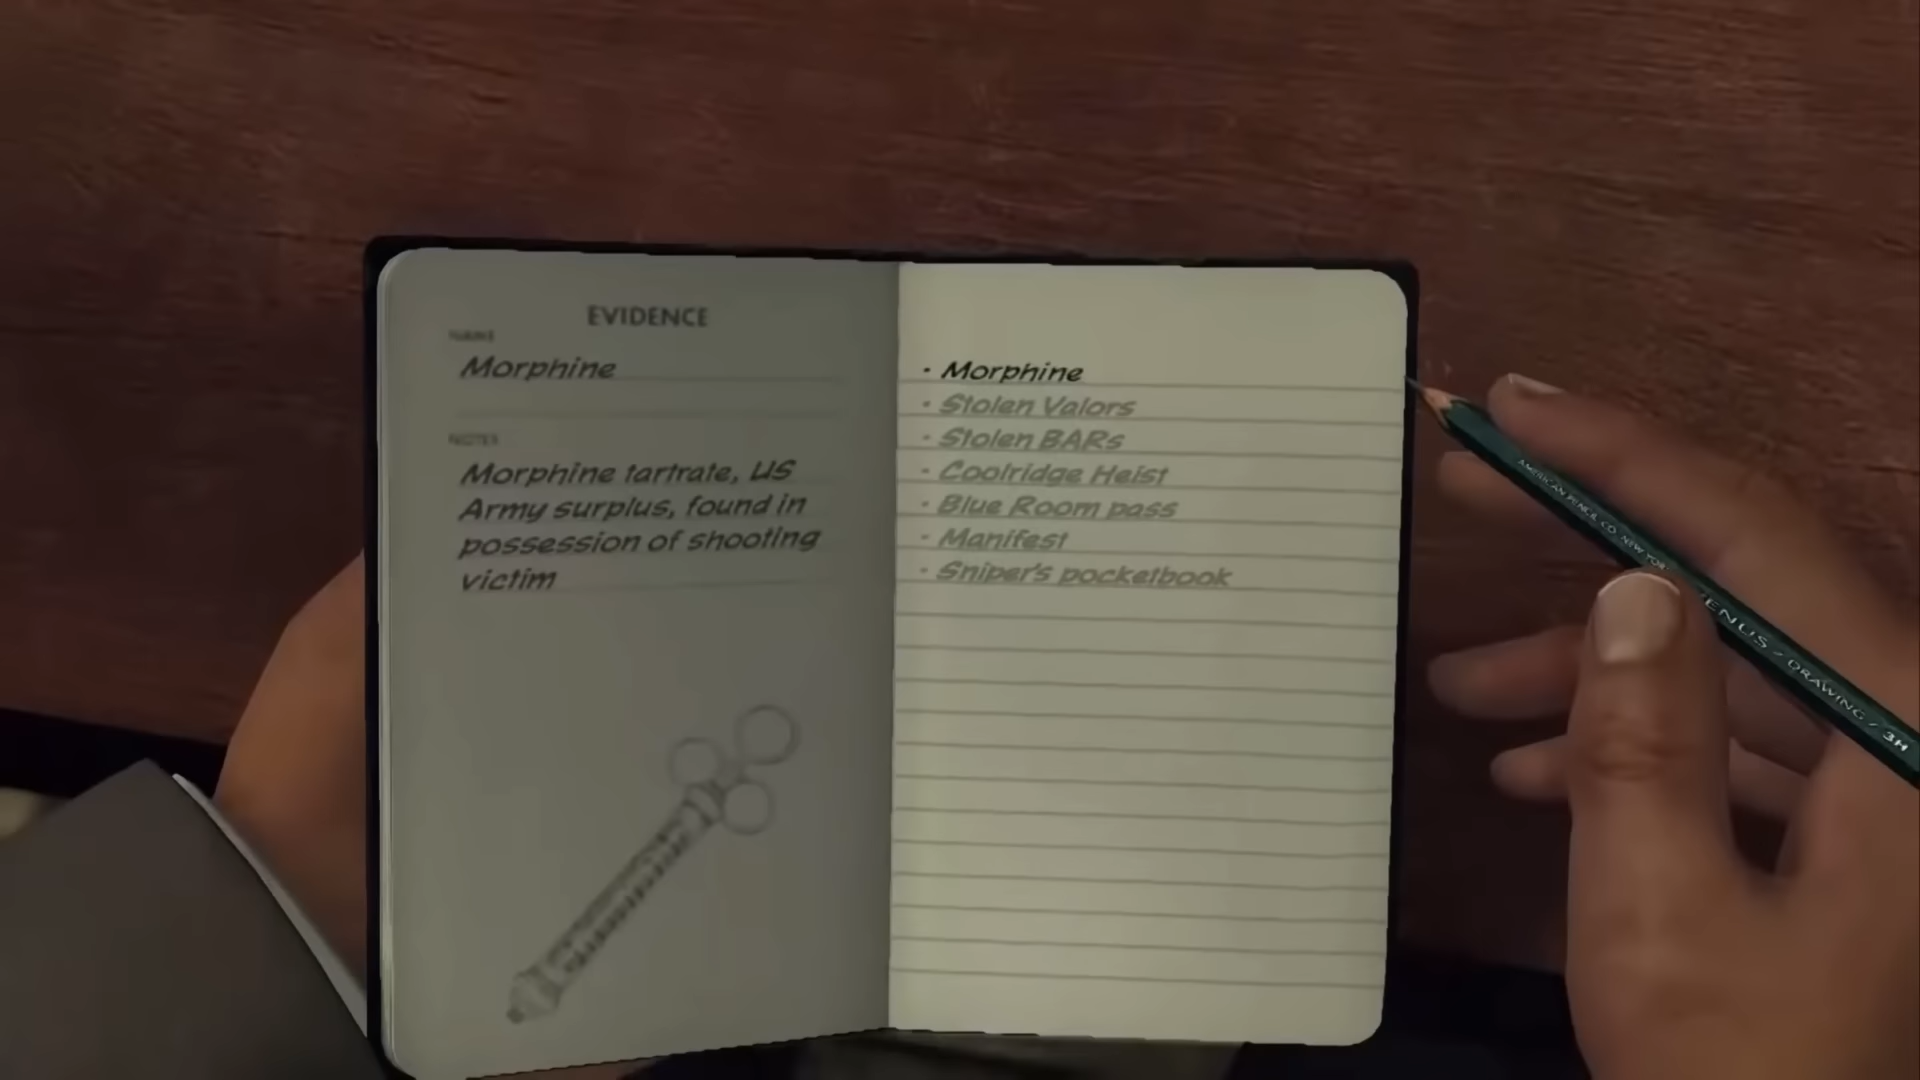 EVIDENCE
NAME
Morphine
NOTES
Morphine tartrate, US
Army surplus, found in
possession of shooting
victim
- Morphine
- Stolen Valors
- Stolen BARs
- Coolridge Heist
- Blue Room pass
- Manifest
- Sniper's pocketbook
AMERICAN PENCIL CO. NEW YORK VENUS / DRAWING / 3H